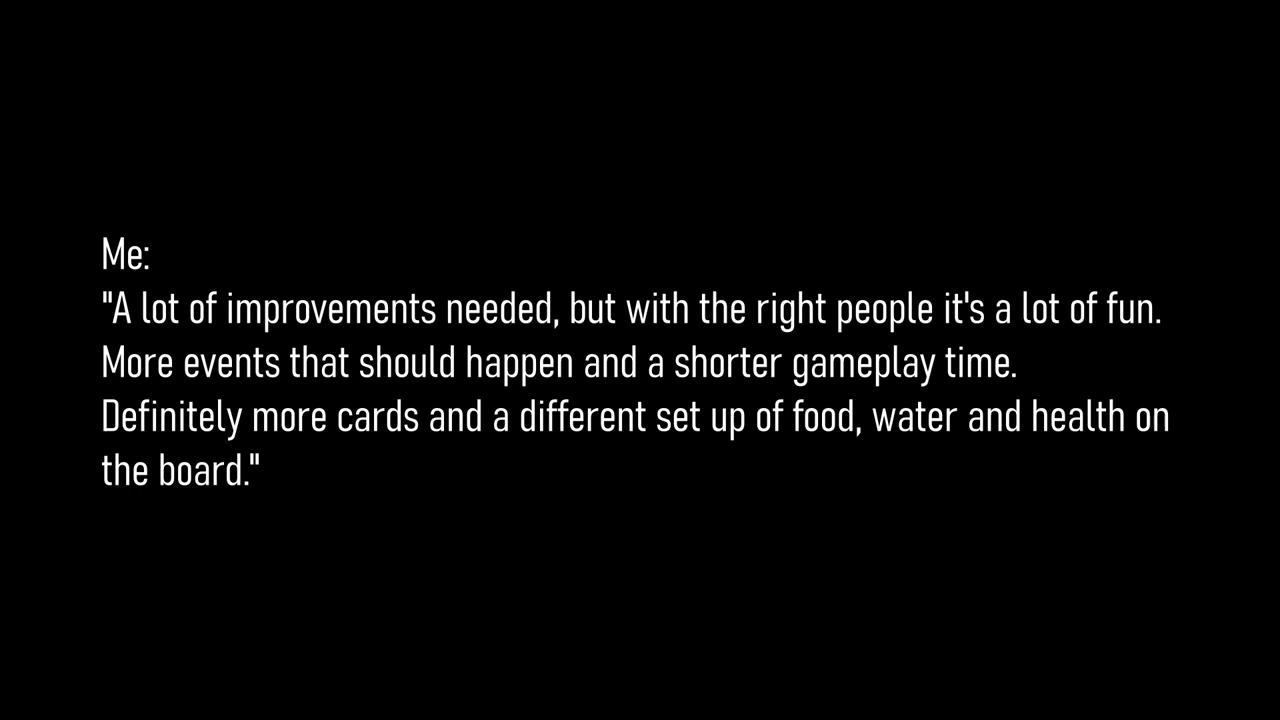 Me:
"A lot of improvements needed, but with the right people it's a lot of fun.
More events that should happen and a shorter gameplay time.
Definitely more cards and a different set up of food, water and health on
the board."